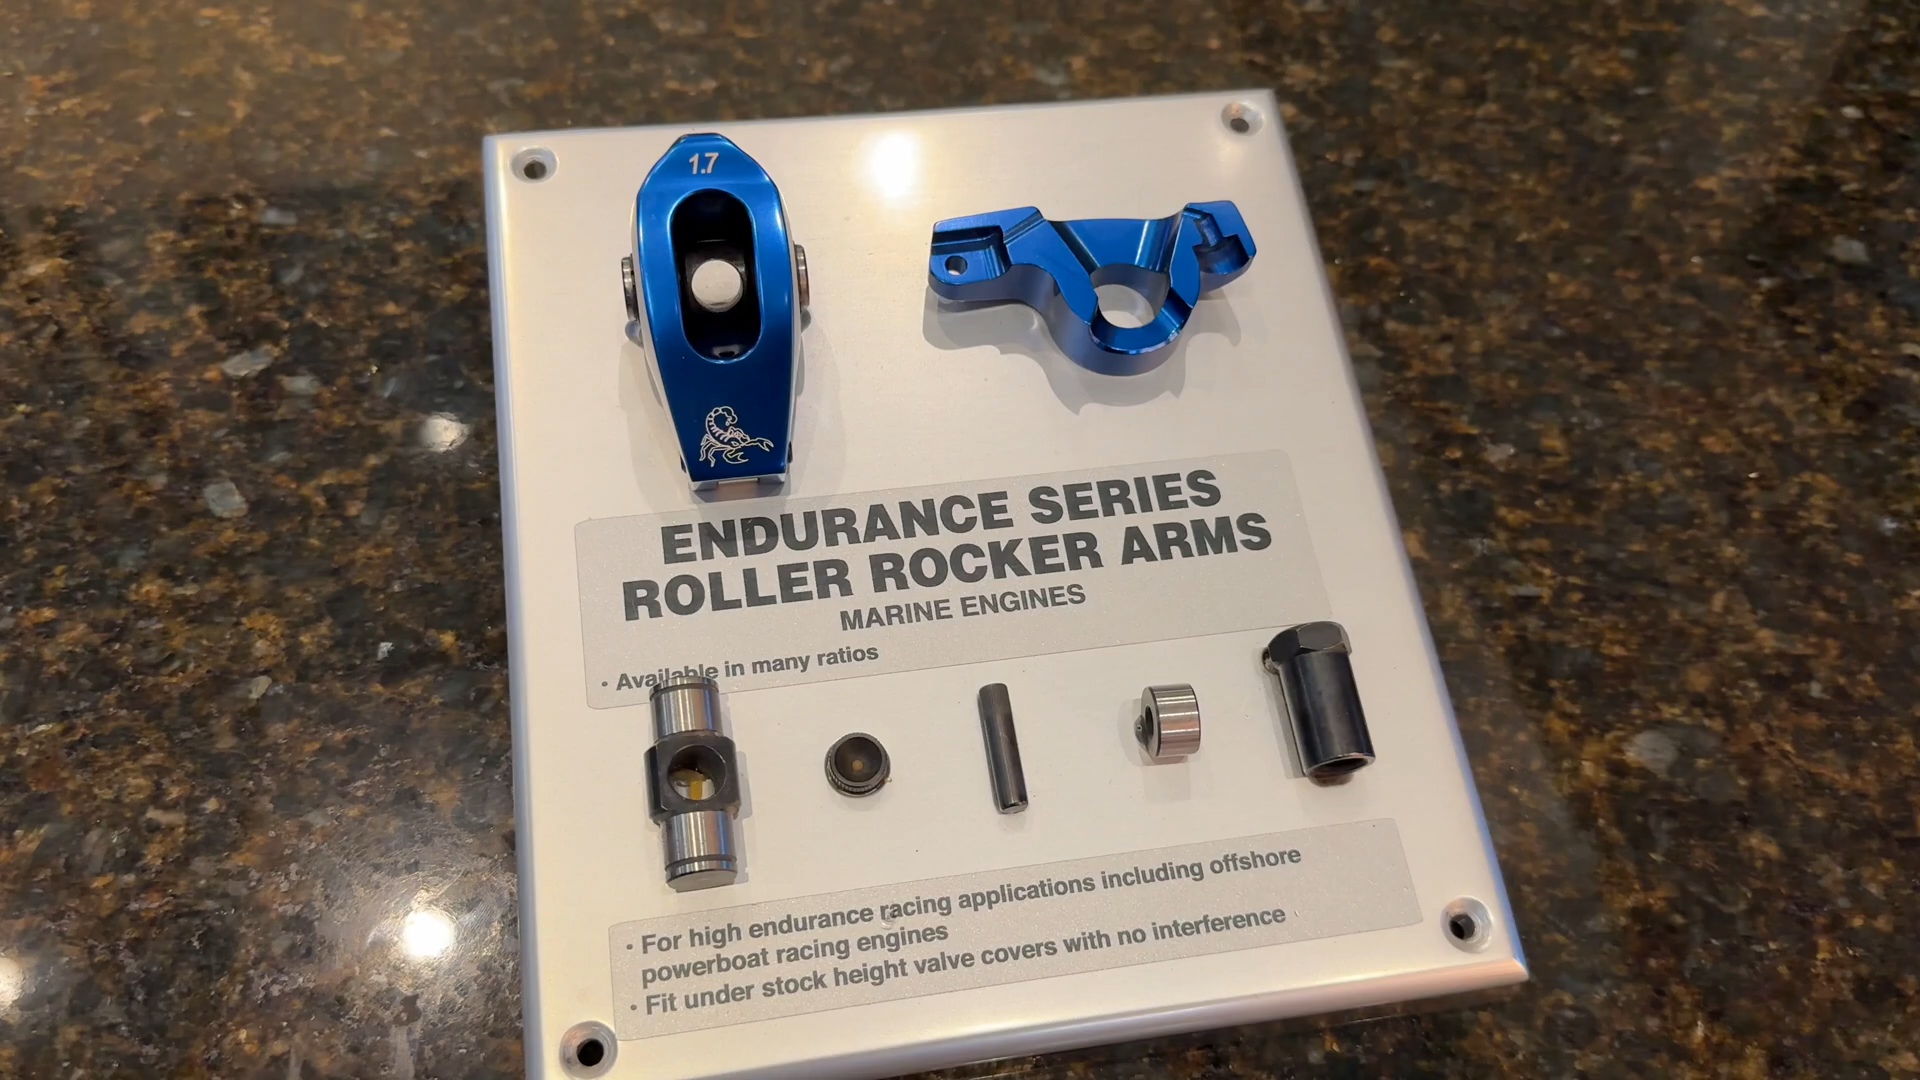 1.7
ENDURANCE SERIES
ROLLER ROCKER ARMS
MARINE ENGINES
• Available in many ratios
• For high endurance racing applications including offshore
powerboat racing engines
• Fit under stock height valve covers with no interference